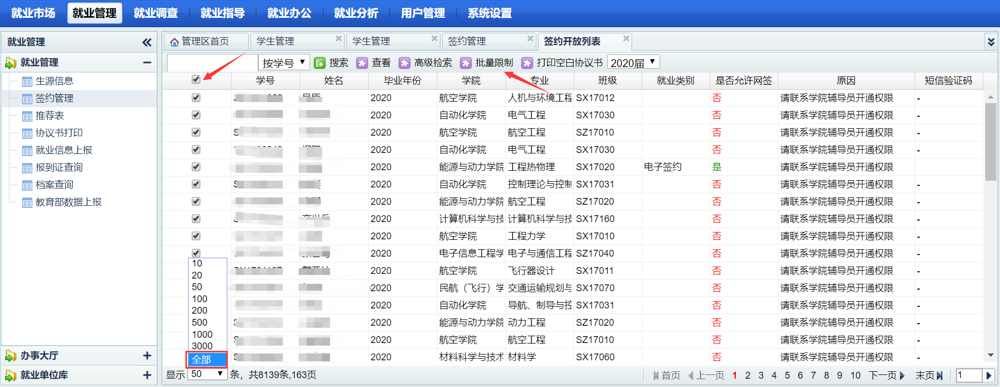 就业市场 就业管理 就业调查 就业指导 就业办公 就业分析 用户管理 系统设置
就业管理
就业管理
生源信息
签约管理
推荐表
协议书打印
就业信息上报
报到证查询
档案查询
教育部数据上报
办事大厅
就业单位库
管理区首页 学生管理 学生管理 签约管理 签约开放列表
按学号 搜索 查看 高级检索 批量限制 打印空白协议书 2020届
学号 姓名 毕业年份 学院 专业 班级 就业类别 是否允许网签 原因 短信验证码
2020 航空学院 人机与环境工程 SX17012 否 请联系学院辅导员开通权限 -
2020 自动化学院 电气工程 SX17030 否 请联系学院辅导员开通权限 -
2020 航空学院 航空工程 SZ17010 否 请联系学院辅导员开通权限 -
2020 自动化学院 电气工程 SX17030 否 请联系学院辅导员开通权限 -
2020 能源与动力学院 工程热物理 SX17020 电子签约 是 请联系学院辅导员开通权限
2020 自动化学院 控制理论与控制 SX17031 否 请联系学院辅导员开通权限 -
2020 能源与动力学院 航空工程 SZ17020 否 请联系学院辅导员开通权限 -
2020 计算机科学与技 计算机科学与技 SX17160 否 请联系学院辅导员开通权限 -
2020 航空学院 工程力学 SX17010 否 请联系学院辅导员开通权限 -
2020 电子信息工程学 电子与通信工程 SZ17040 否 请联系学院辅导员开通权限 -
2020 航空学院 飞行器设计 SX17011 否 请联系学院辅导员开通权限 -
2020 民航（飞行）学 交通运输规划与 SX17070 否 请联系学院辅导员开通权限 -
2020 自动化学院 导航、制导与控 SX17031 否 请联系学院辅导员开通权限 -
2020 能源与动力学院 动力工程 SZ17020 否 请联系学院辅导员开通权限 -
2020 航空学院 航空工程 SZ17010 否 请联系学院辅导员开通权限 -
2020 材料科学与技术 材料学 SX17060 否 请联系学院辅导员开通权限 -
10
20
50
100
200
500
1000
3000
全部
显示 50 条，共8139条,163页 首页 上一页 1 2 3 4 5 6 7 8 9 10 下一页 末页 1